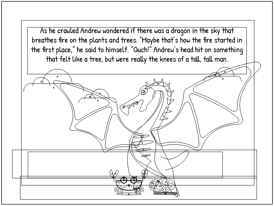 As he crawled Andrew wondered if there was a dragon in the sky that
breathes fire on the plants and trees. "Maybe that's how the fire started in
the first place," he said to himself. "Ouch!" Andrew's head hit on something
that felt like a tree, but were really the knees of a tall, tall man.